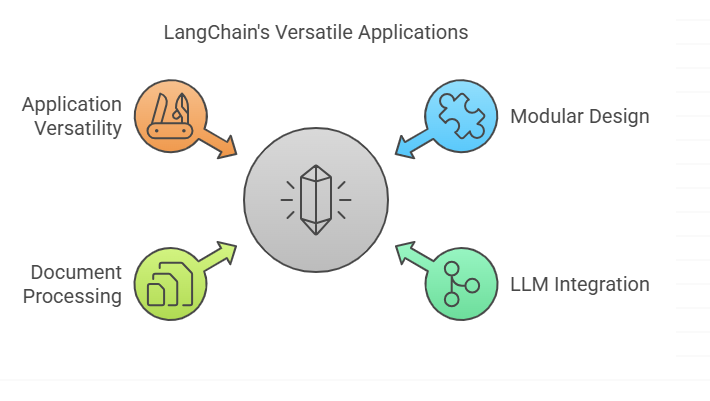 LangChain's Versatile Applications
Application
Versatility
Modular Design
Document
Processing
LLM Integration